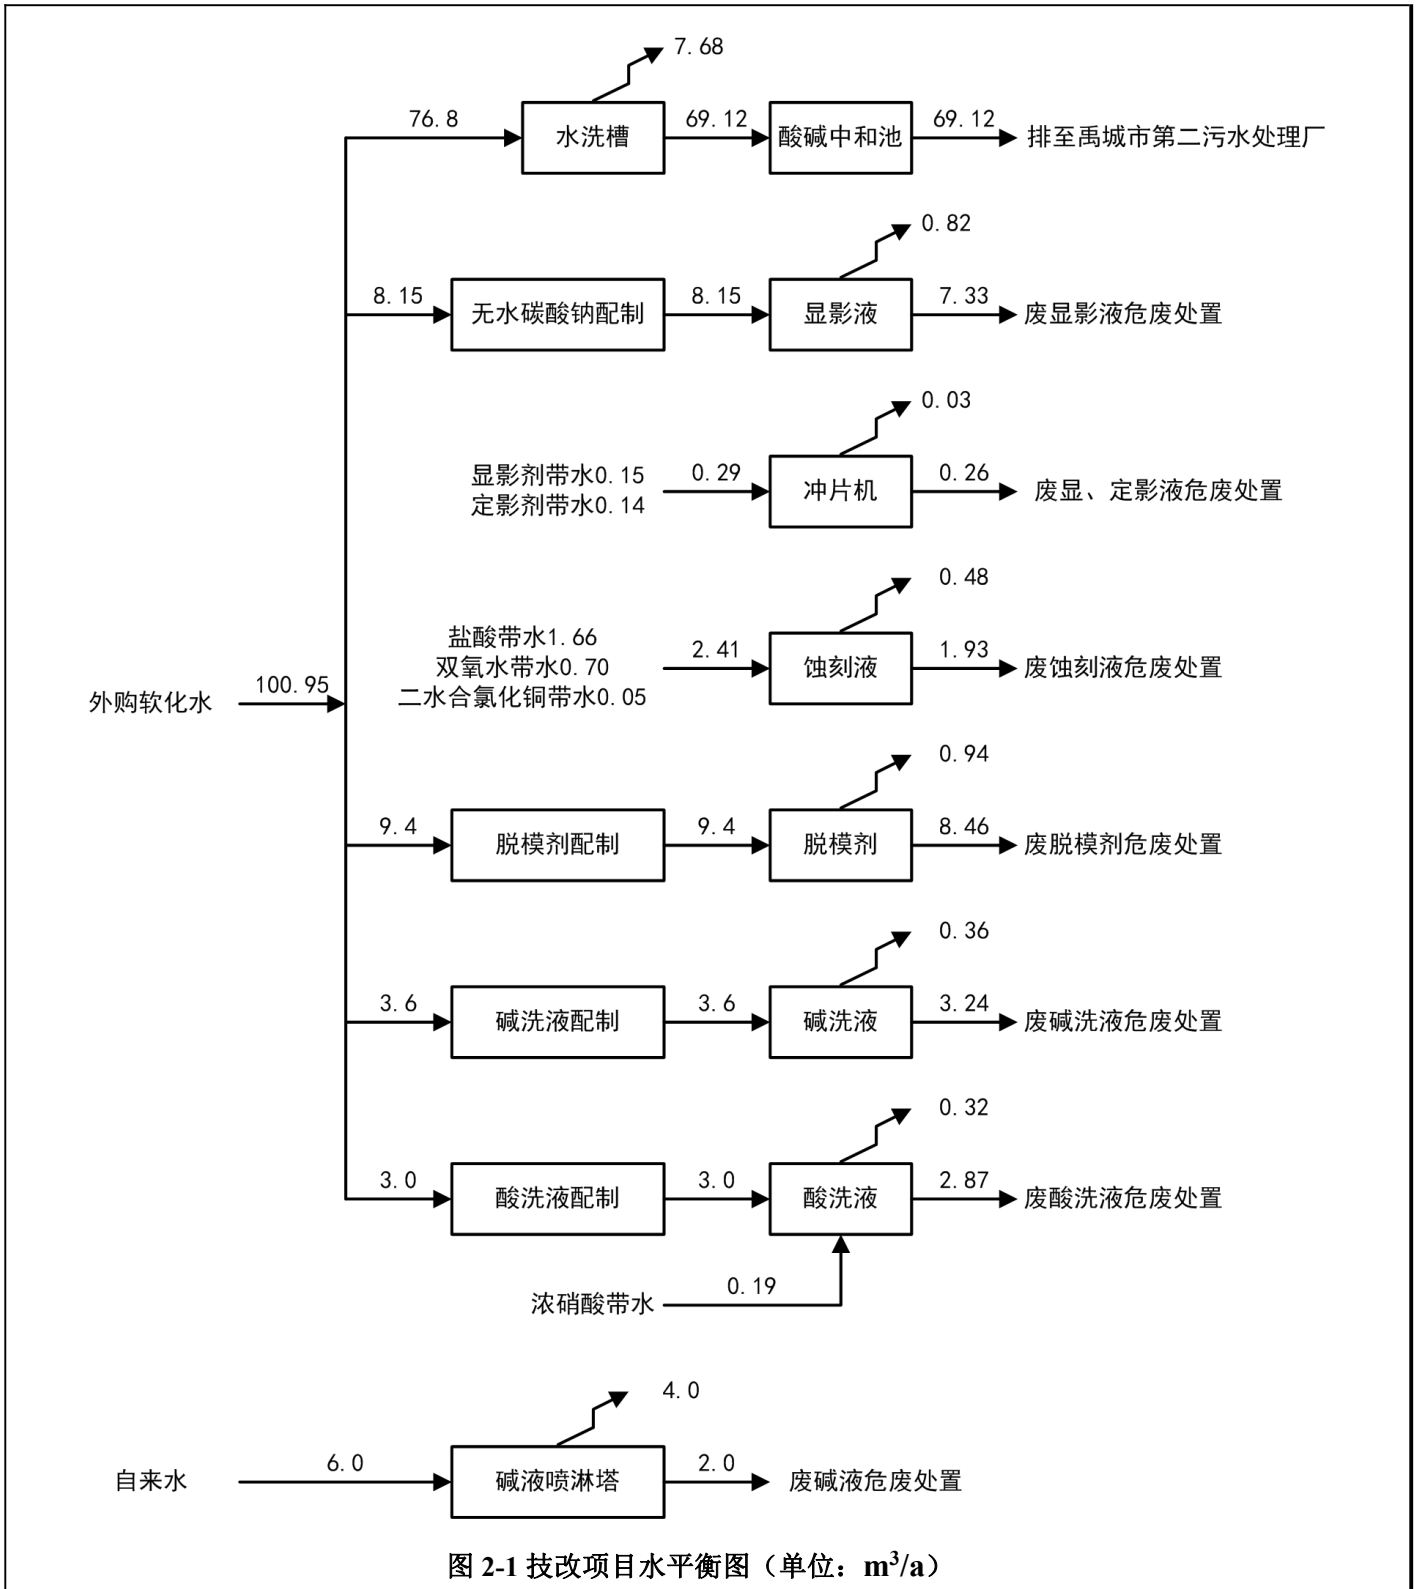 7.68
76.8
水洗槽
69.12
酸碱中和池
69.12
排至禹城市第二污水处理厂
0.82
8.15
无水碳酸钠配制
8.15
显影液
7.33
废显影液危废处置
0.03
显影剂带水0.15
定影剂带水0.14
0.29
冲片机
0.26
废显、定影液危废处置
0.48
盐酸带水1.66
双氧水带水0.70
二水合氯化铜带水0.05
2.41
蚀刻液
1.93
废蚀刻液危废处置
外购软化水
100.95
0.94
9.4
脱模剂配制
9.4
脱模剂
8.46
废脱模剂危废处置
0.36
3.6
碱洗液配制
3.6
碱洗液
3.24
废碱洗液危废处置
0.32
3.0
酸洗液配制
3.0
酸洗液
2.87
废酸洗液危废处置
浓硝酸带水
0.19
4.0
自来水
6.0
碱液喷淋塔
2.0
废碱液危废处置
图 2-1 技改项目水平衡图（单位：m³/a）